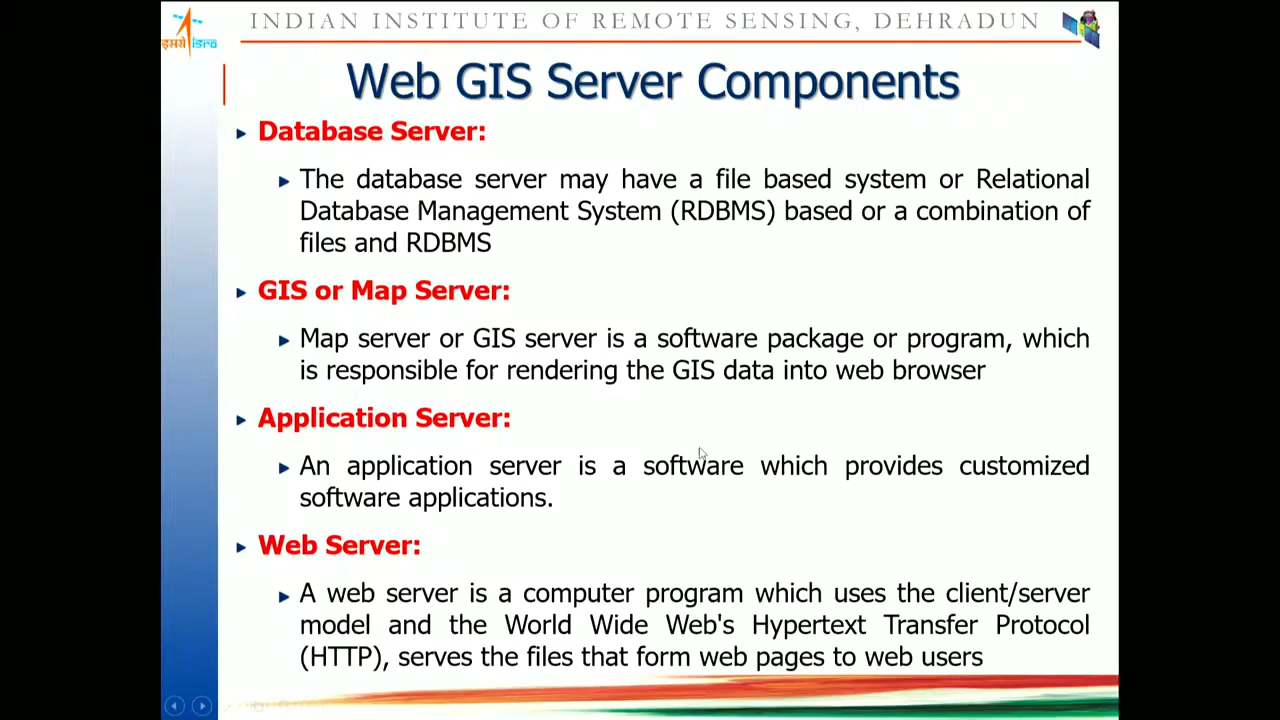 INDIAN INSTITUTE OF REMOTE SENSING, DEHRADUN
इसरो isro
Web GIS Server Components
Database Server:
The database server may have a file based system or Relational
Database Management System (RDBMS) based or a combination of
files and RDBMS
GIS or Map Server:
Map server or GIS server is a software package or program, which
is responsible for rendering the GIS data into web browser
Application Server:
An application server is a software which provides customized
software applications.
Web Server:
A web server is a computer program which uses the client/server
model and the World Wide Web's Hypertext Transfer Protocol
(HTTP), serves the files that form web pages to web users